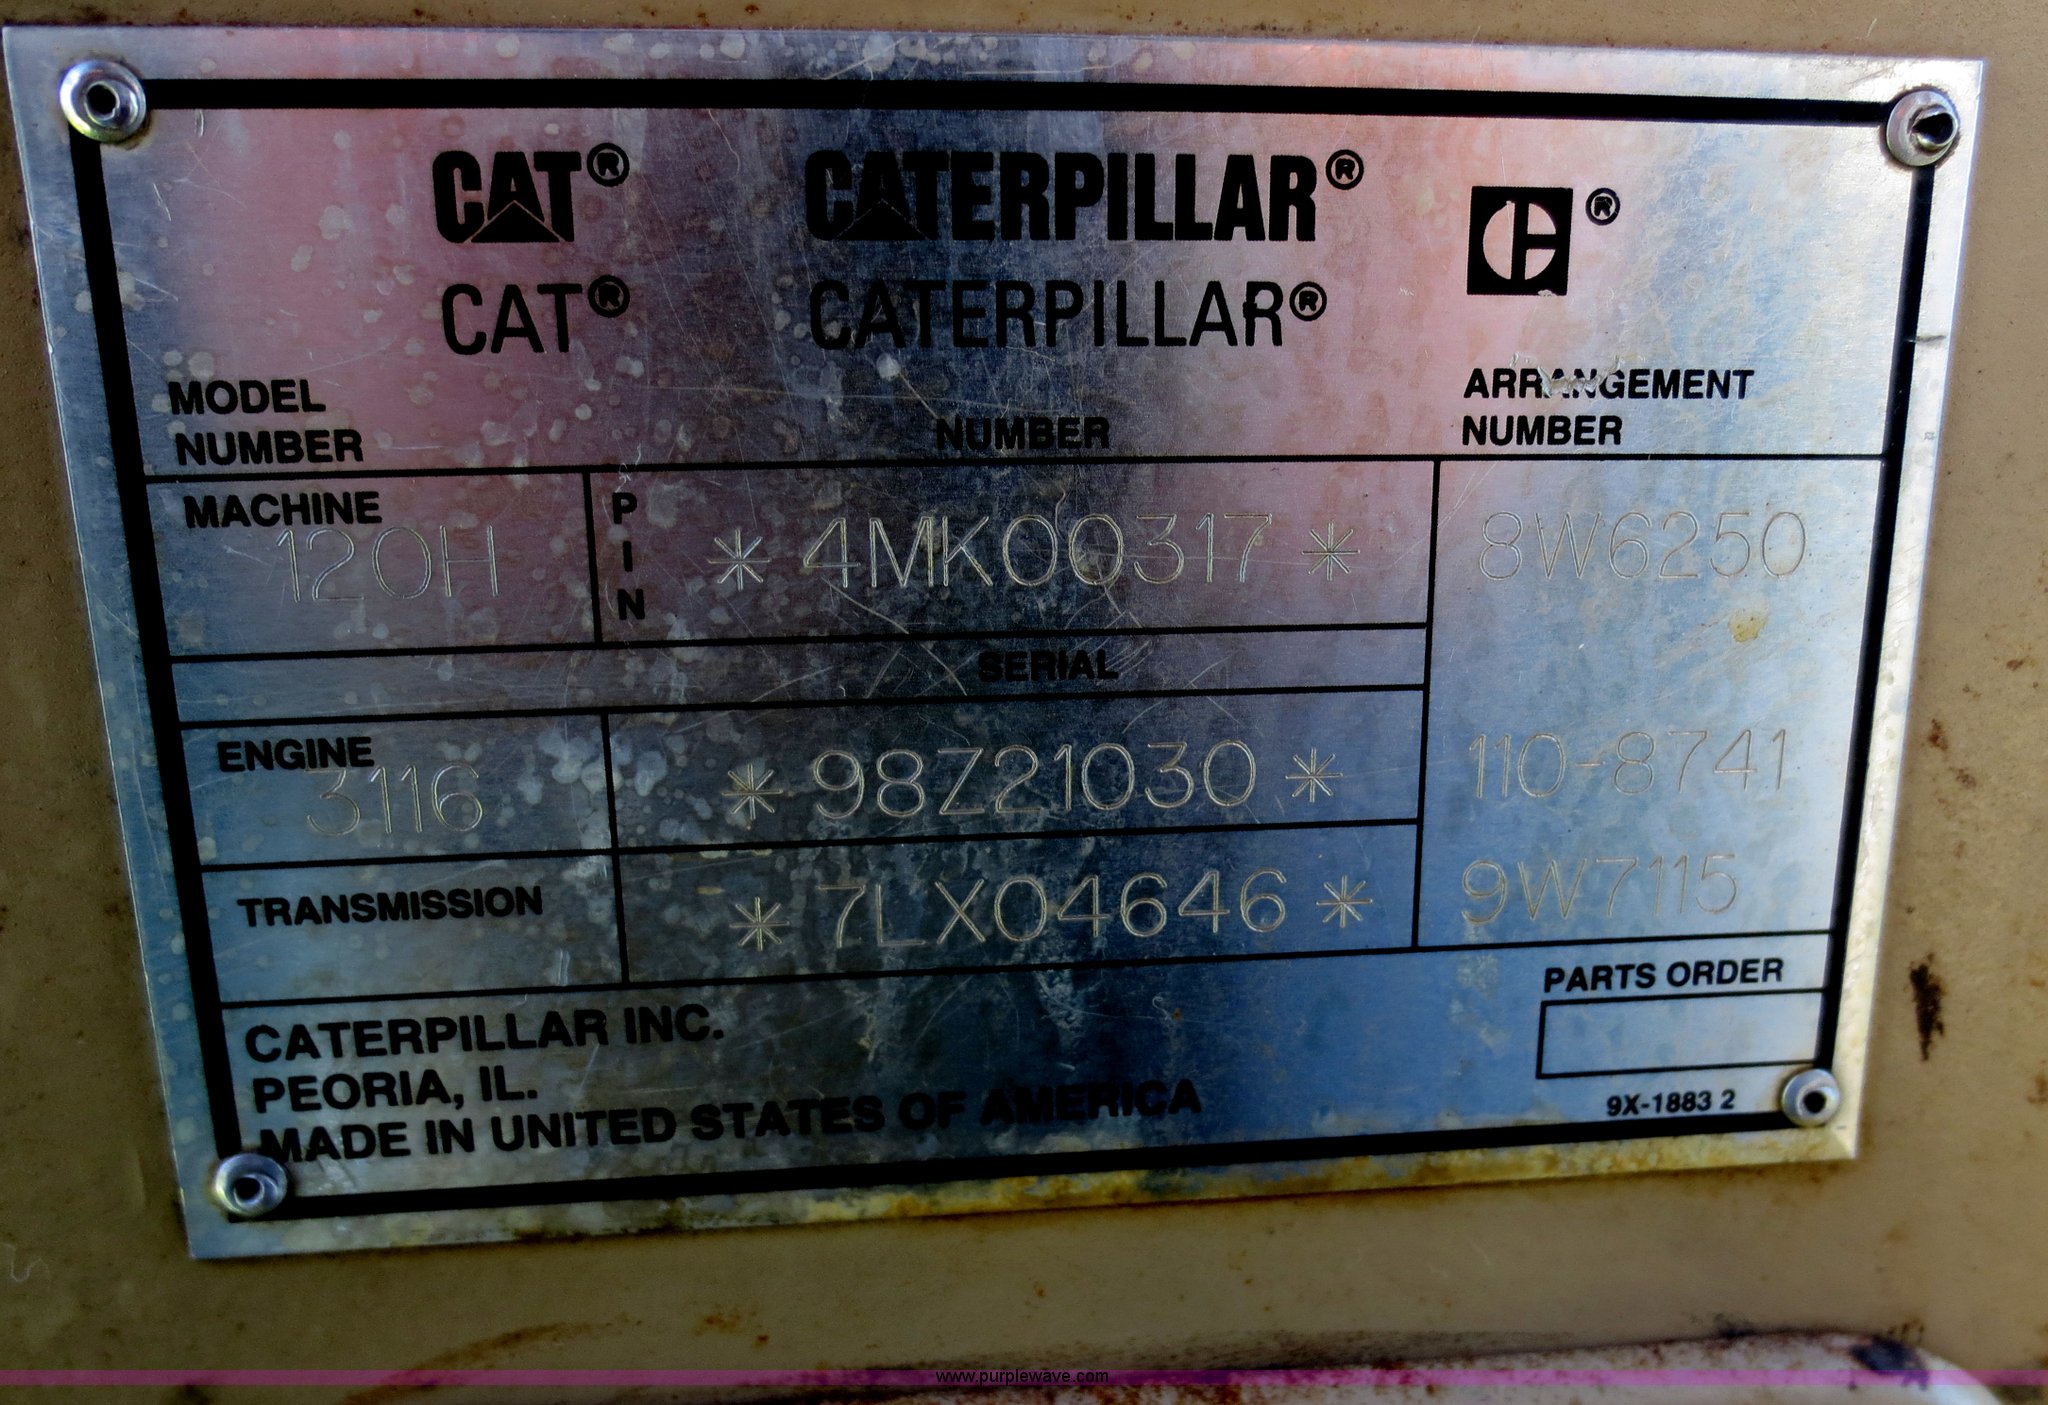 CAT® CATERPILLAR® ®
CAT® CATERPILLAR®
MODEL
NUMBER
NUMBER
ARRANGEMENT
NUMBER
MACHINE
120H
PIN
* 4MK00317 *
8W6250
SERIAL
ENGINE
3116
* 98Z21030 *
110-8741
TRANSMISSION
* 7LX04646 *
9W7115
CATERPILLAR INC.
PEORIA, IL.
MADE IN UNITED STATES OF AMERICA
PARTS ORDER
9X-1883 2
www.purplewave.com